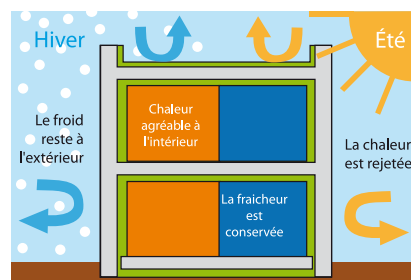 Hiver
Été
Le froid
reste à
l'extérieur
Chaleur
agréable à
l'intérieur
La chaleur
est rejetée
La fraicheur
est
conservée